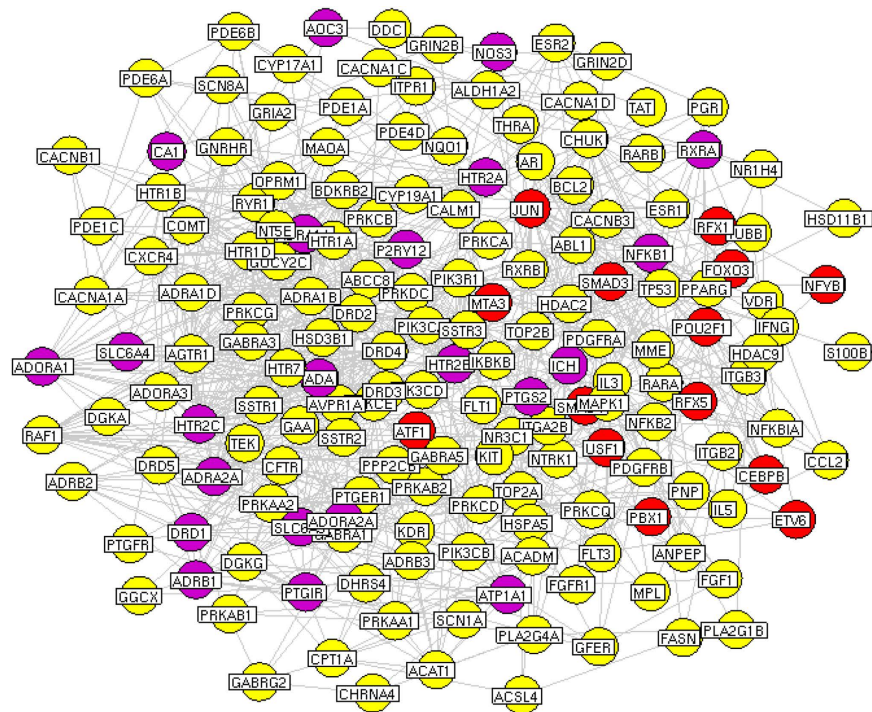 AOC3
DDC
PDE6B
GRIN2B
NOS3
ESR2
CYP17A1
GRIN2D
CACNA1C
PDE6A
SCN8A
ITPR1
ALDH1A2
CACNA1D
TAT
PGR
GRIA2
PDE1A
THRA
PDE4D
CHUK
CACNB1
CA1
GNRHR
MAOA
NQO1
AR
RARB
RXRA
NR1H4
HTR2A
OPRM1
BDKRB2
BCL2
HTR1B
CYP19A1
RYR1
CALM1
JUN
ESR1
HSD11B1
PDE1C
COMT
NT5E
PRKCB
CACNB3
RFX1
UBB
HTR1A
PRKCA
ABL1
NFKB1
HTR1D
P2RY12
CXCR4
GUCY2C
PIK3R1
RXRB
FOXO3
ABCC8
SMAD3
TP53
PPARG
NFYB
CACNA1A
ADRA1D
ADRA1B
PRKDC
MTA3
HDAC2
VDR
PRKCG
DRD2
PIK3CA
SSTR3
TOP2B
POU2F1
IFNG
HSD3B1
PDGFRA
GABRA3
DRD4
MME
HDAC9
S100B
ADORA1
SLC6A4
AGTR1
HTR7
HTR2B
IKBKB
ICH
ADA
IL3
RARA
ITGB3
ADORA3
DRD3
PTGS2
MAPK1
RFX5
DGKA
SSTR1
AVPR1A
FLT1
HTR2C
GAA
ITGA2B
NFKB2
NFKBIA
RAF1
TEK
SSTR2
ATF1
NR3C1
USF1
ITGB2
CFTR
GABRA5
KIT
NTRK1
DRD5
PPP2CB
PDGFRB
CEBPB
CCL2
ADRB2
ADRA2A
PRKAB2
TOP2A
PNP
PRKAA2
PTGER1
PRKCD
IL5
PRKCQ
PBX1
ETV6
ADORA2A
HSPA5
DRD1
KDR
GABRA1
PTGFR
PIK3CB
ACADM
FLT3
ANPEP
DGKG
ADRB3
ADRB1
DHRS4
FGFR1
FGF1
GGCX
PTGIR
ATP1A1
MPL
PRKAB1
PRKAA1
SCN1A
PLA2G4A
PLA2G1B
GFER
FASN
CPT1A
ACAT1
GABRG2
CHRNA4
ACSL4